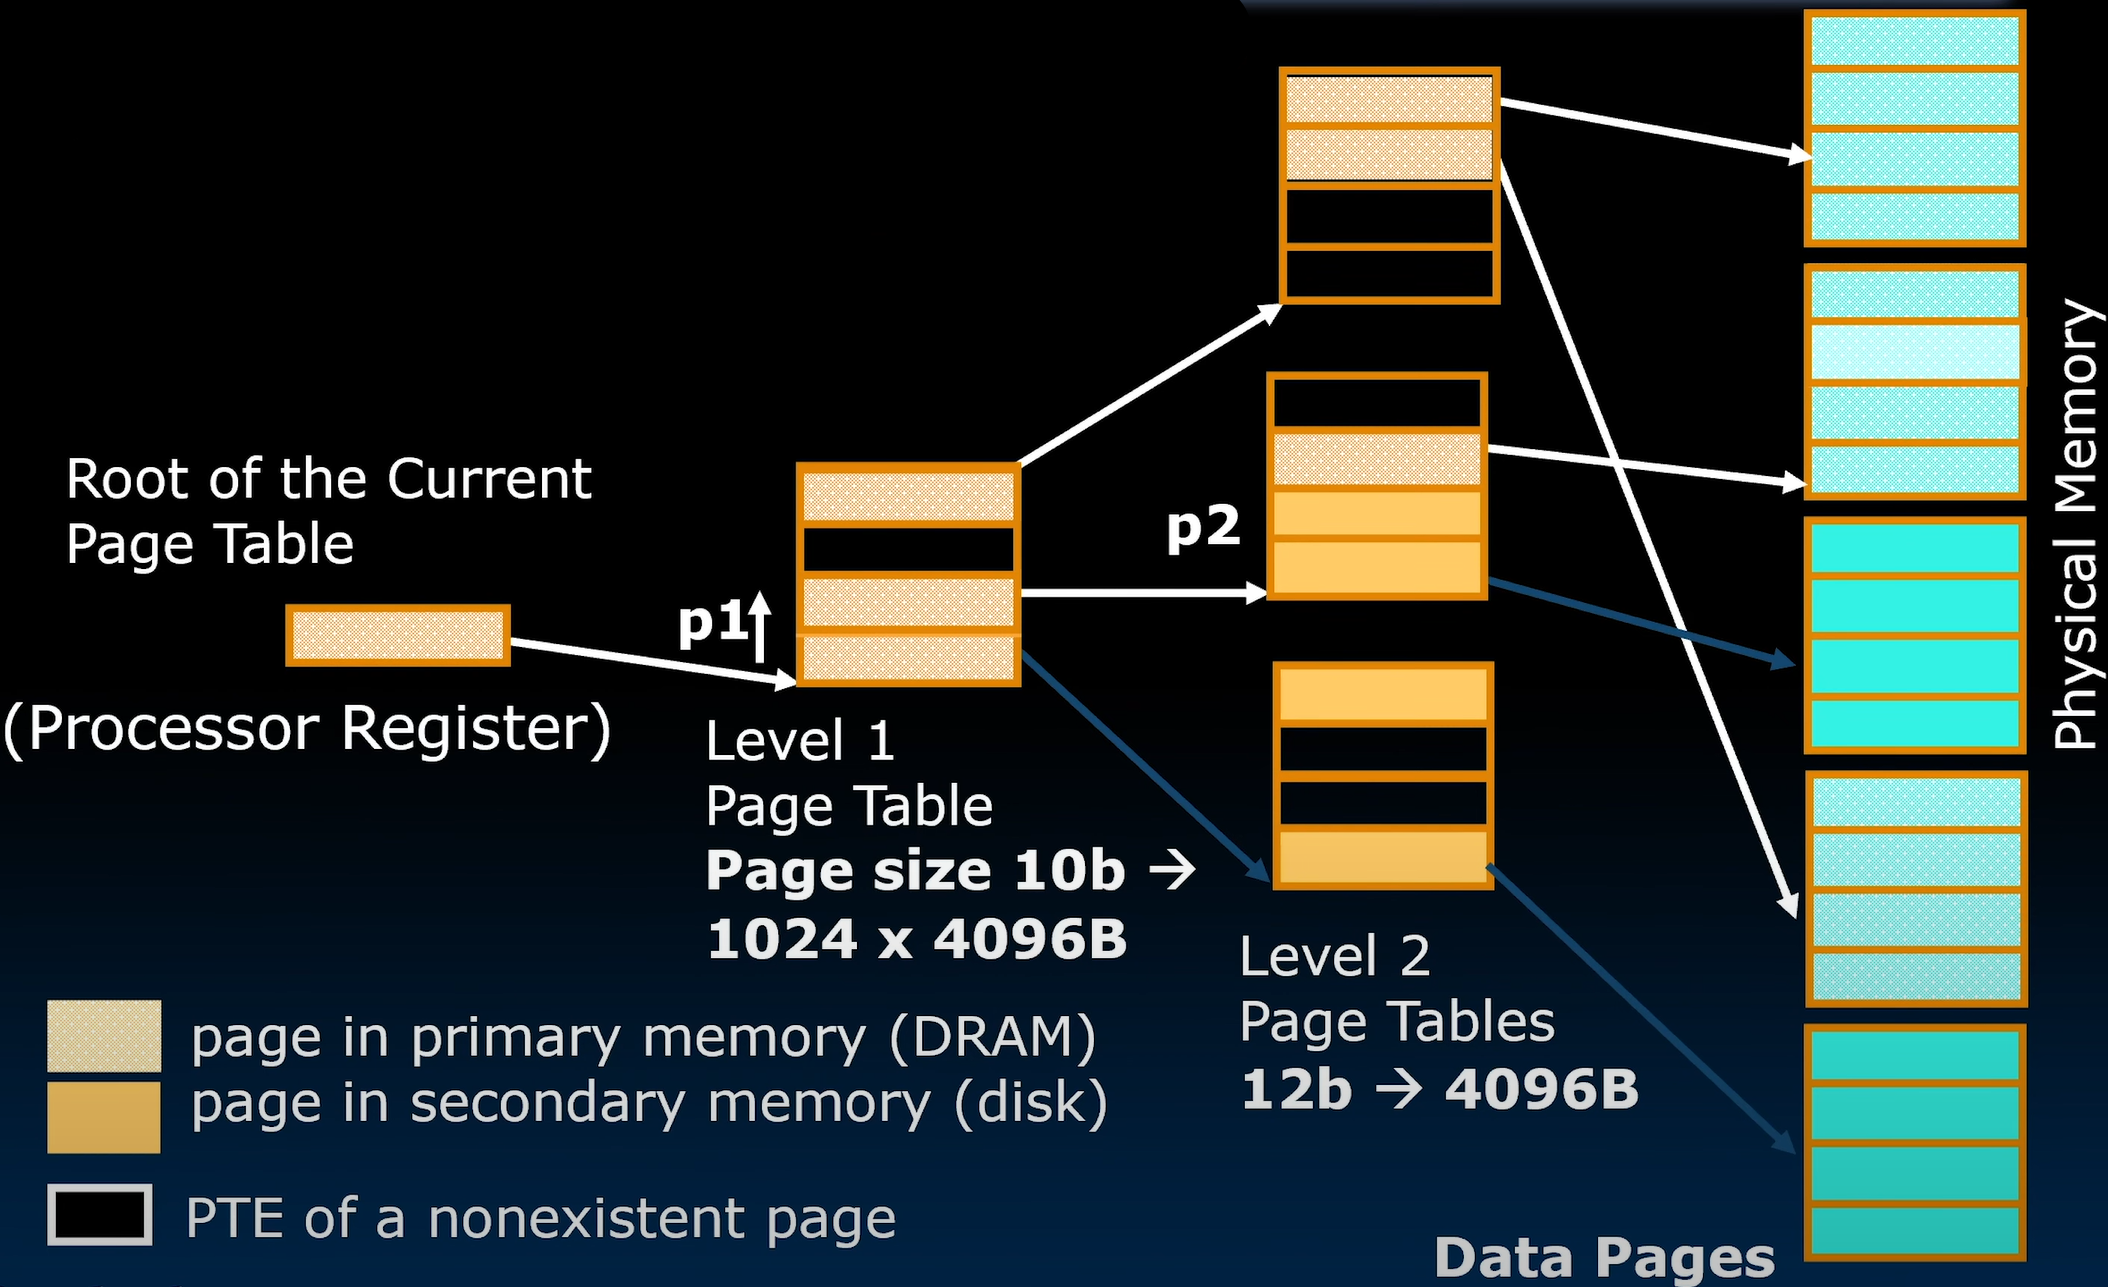 Root of the Current
Page Table
(Processor Register)
p1
Level 1
Page Table
Page size 10b →
1024 x 4096B
p2
Level 2
Page Tables
12b → 4096B
Physical Memory
Data Pages
page in primary memory (DRAM)
page in secondary memory (disk)
PTE of a nonexistent page